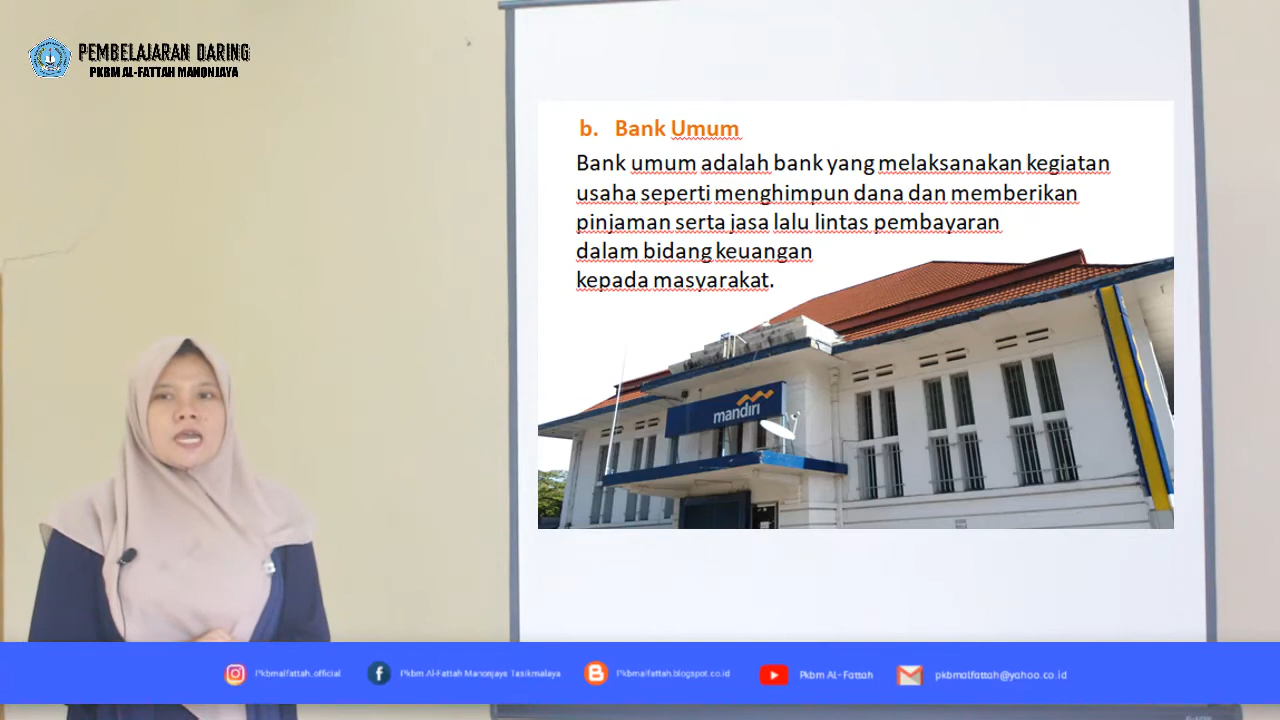 PEMBELAJARAN DARING
PKBM AL-FATTAH MANONJAYA
b. Bank Umum
Bank umum adalah bank yang melaksanakan kegiatan
usaha seperti menghimpun dana dan memberikan
pinjaman serta jasa lalu lintas pembayaran
dalam bidang keuangan
kepada masyarakat.
mandiri
Pkbmalfattah_official
Pkbm Al-Fattah Manonjaya Tasikmalaya
Pkbmalfattah.blogspot.co.id
Pkbm AL-Fattah
pkbmalfattah@yahoo.co.id